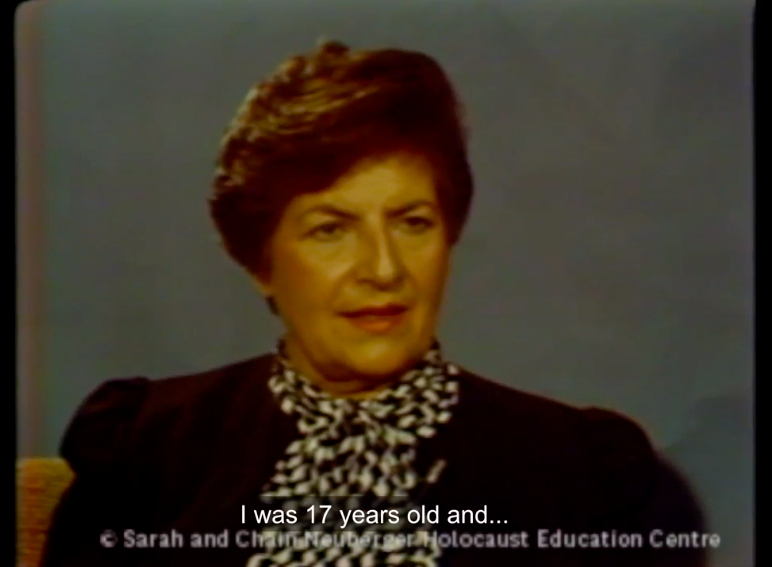 I was 17 years old and...
© Sarah and Chaim Neuberger Holocaust Education Centre